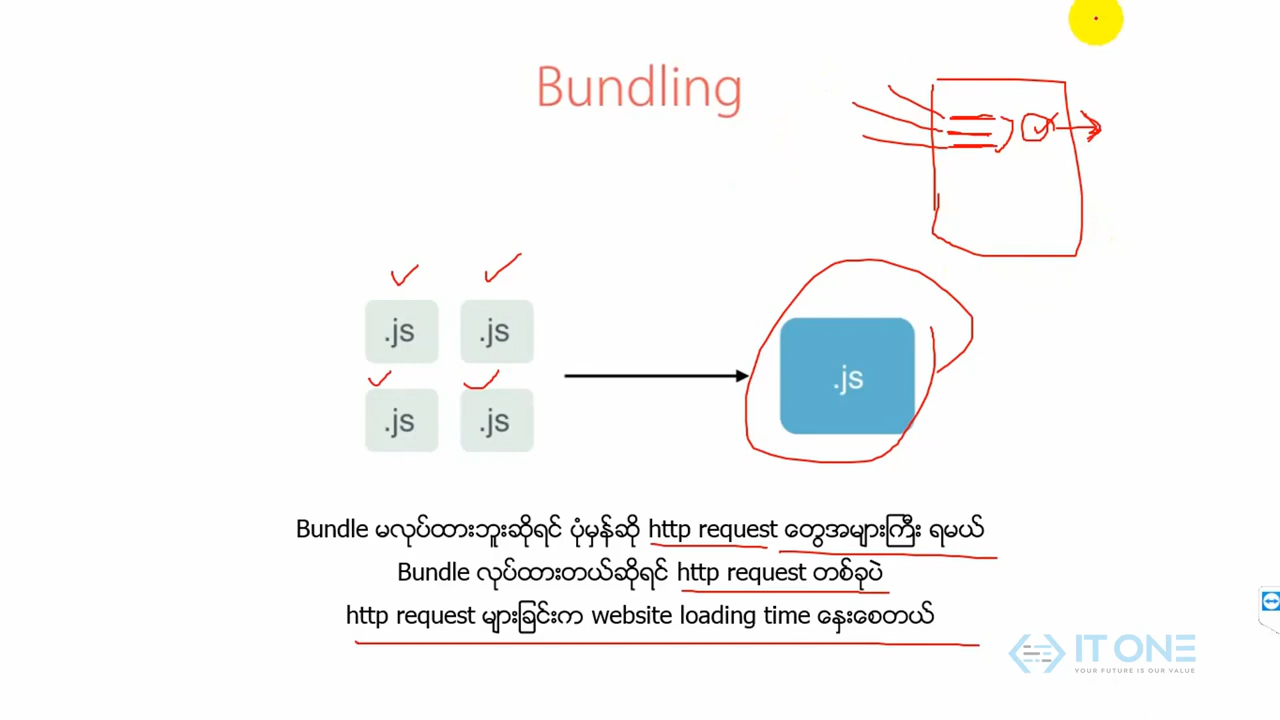 Bundling
.js .js
.js .js
.js
Bundle မလုပ်ထားဘူးဆိုရင် ပုံမှန်ဆို http request တွေအများကြီး ရမယ်
Bundle လုပ်ထားတယ်ဆိုရင် http request တစ်ခုပဲ
http request များခြင်းက website loading time နှေးစေတယ်
IT ONE
YOUR FUTURE IS OUR VALUE